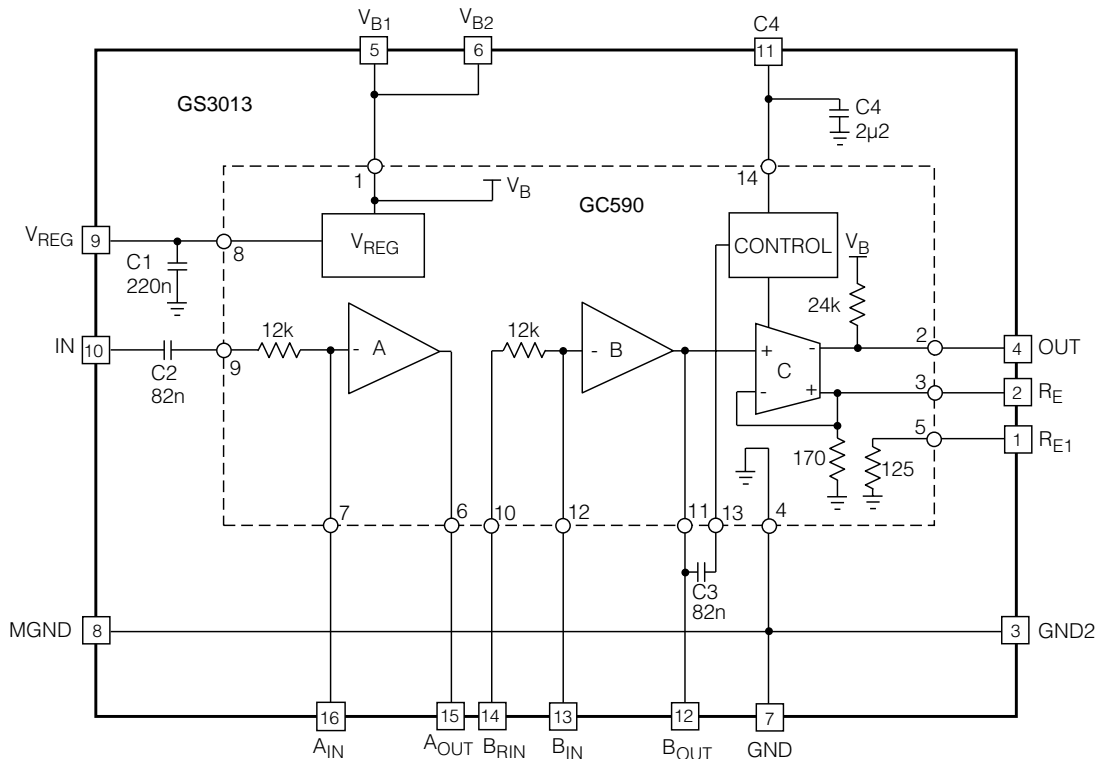 V_B1 V_B2 C4
5 6 11
GS3013
C4
2µ2
1 14
V_B
GC590
V_REG 9
8
V_REG
CONTROL
V_B
C1
220n
24k
IN 10
12k
- A
12k
- B
+ -
C
- +
2
4 OUT
9
C2
82n
3
2 R_E
5
1 R_E1
170
125
7 6 10 12 11 13 4
C3
82n
MGND 8
3 GND2
16 15 14 13 12 7
A_IN A_OUT B_RIN B_IN B_OUT GND